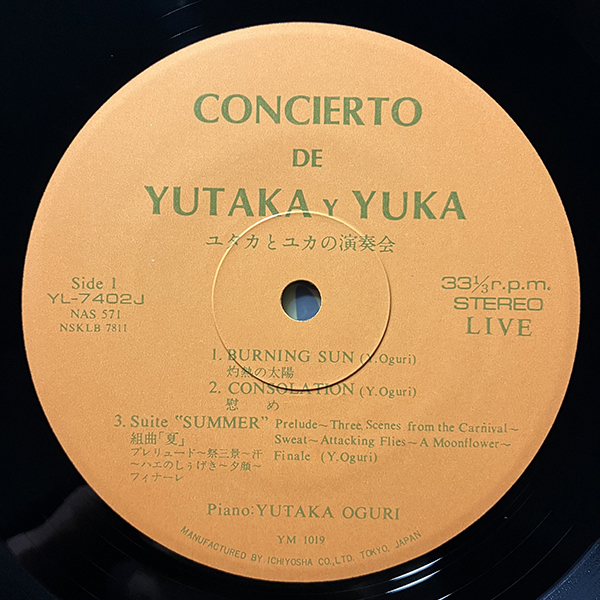 CONCIERTO
DE
YUTAKA Y YUKA
ユタカとユカの演奏会
Side 1
YL-7402J
NAS 571
NSKLB 7811
33⅓r.p.m.
STEREO
LIVE
1. BURNING SUN (Y.Oguri)
灼熱の太陽
2. CONSOLATION (Y.Oguri)
慰め
3. Suite "SUMMER" Prelude~Three Scenes from the Carnival~
組曲「夏」 Sweat~Attacking Flies~A Moonflower~
プレリュード~祭三景~汗 Finale (Y.Oguri)
~ハエのしぅげき~夕顔~
フィナーレ
Piano:YUTAKA OGURI
YM 1019
MANUFACTURED BY ICHIYOSHA CO.,LTD. TOKYO, JAPAN